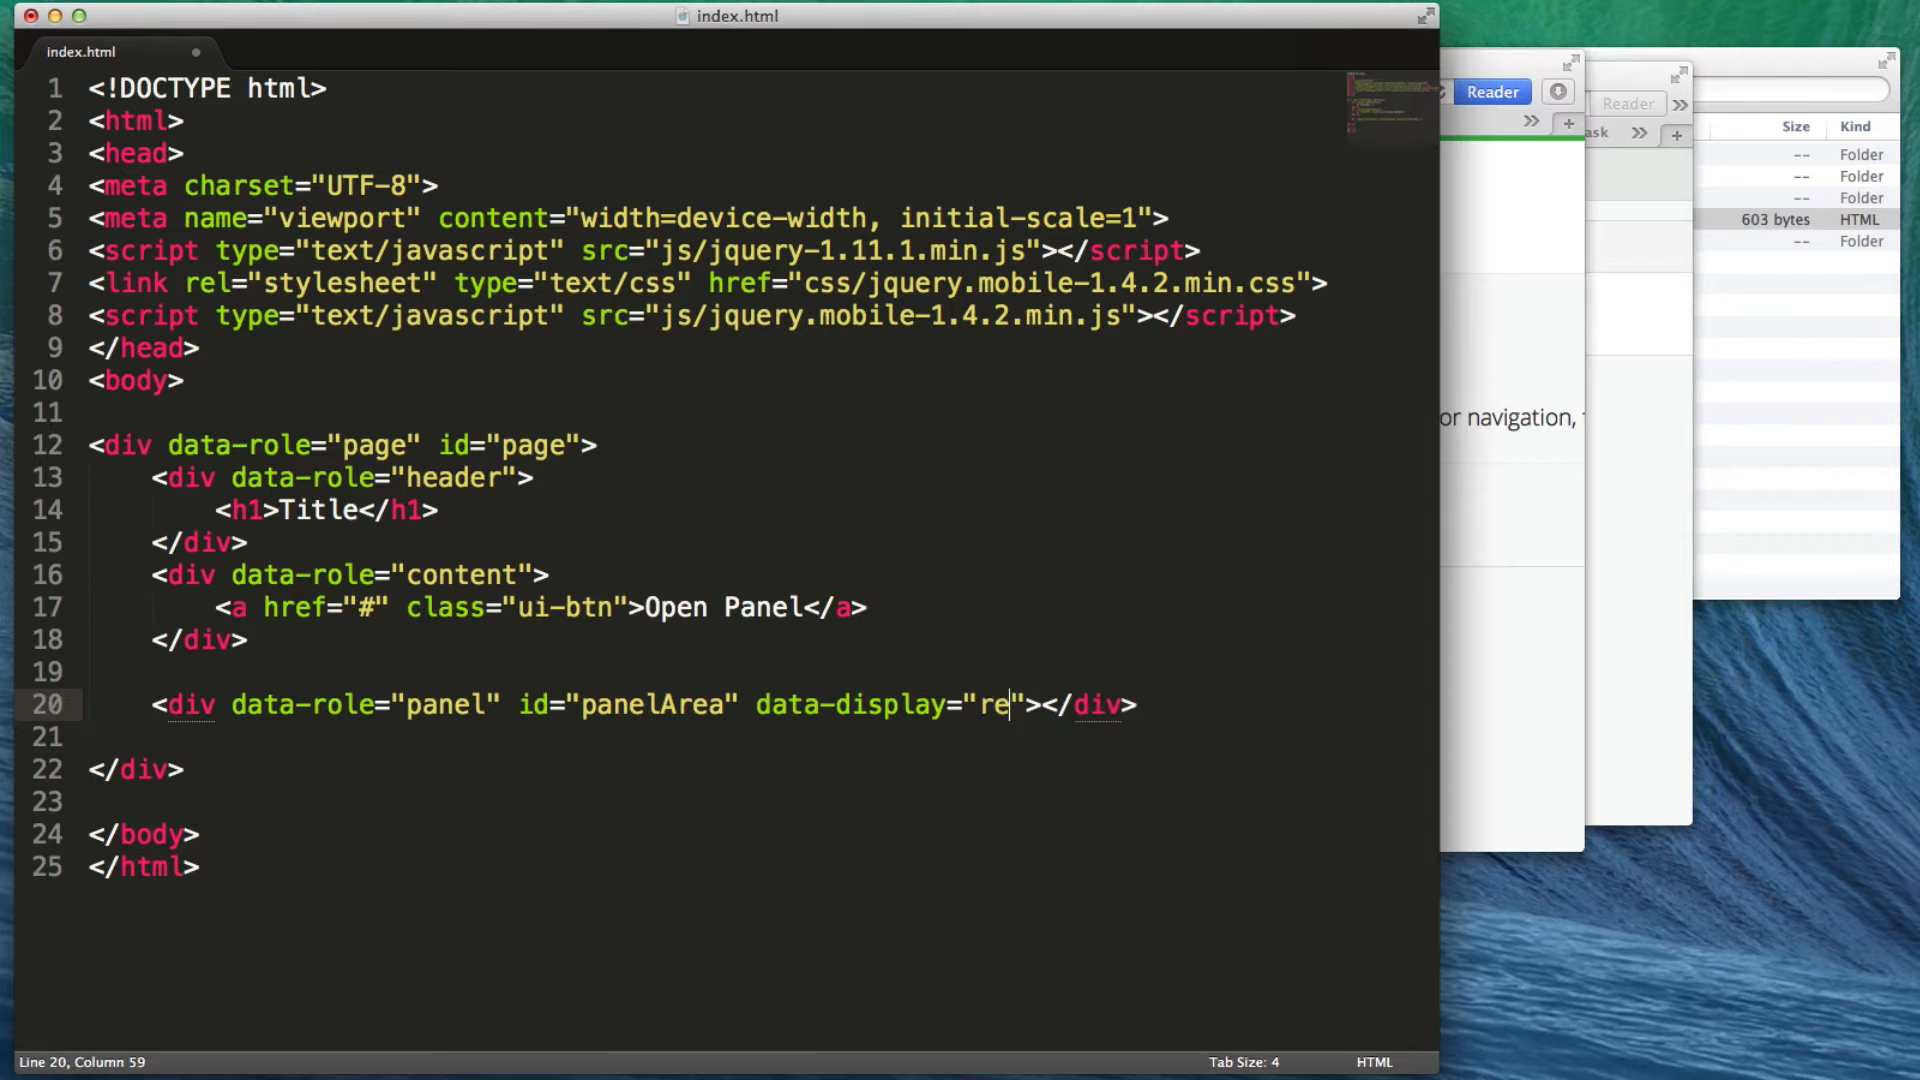 index.html
index.html
1 <!DOCTYPE html>
2 <html>
3 <head>
4 <meta charset="UTF-8">
5 <meta name="viewport" content="width=device-width, initial-scale=1">
6 <script type="text/javascript" src="js/jquery-1.11.1.min.js"></script>
7 <link rel="stylesheet" type="text/css" href="css/jquery.mobile-1.4.2.min.css">
8 <script type="text/javascript" src="js/jquery.mobile-1.4.2.min.js"></script>
9 </head>
10 <body>
11
12 <div data-role="page" id="page">
13 <div data-role="header">
14 <h1>Title</h1>
15 </div>
16 <div data-role="content">
17 <a href="#" class="ui-btn">Open Panel</a>
18 </div>
19
20 <div data-role="panel" id="panelArea" data-display="re"></div>
21
22 </div>
23
24 </body>
25 </html>
Line 20, Column 59
Tab Size: 4
HTML
Reader
or navigation,
Reader
ask
Size Kind
-- Folder
-- Folder
-- Folder
603 bytes HTML
-- Folder